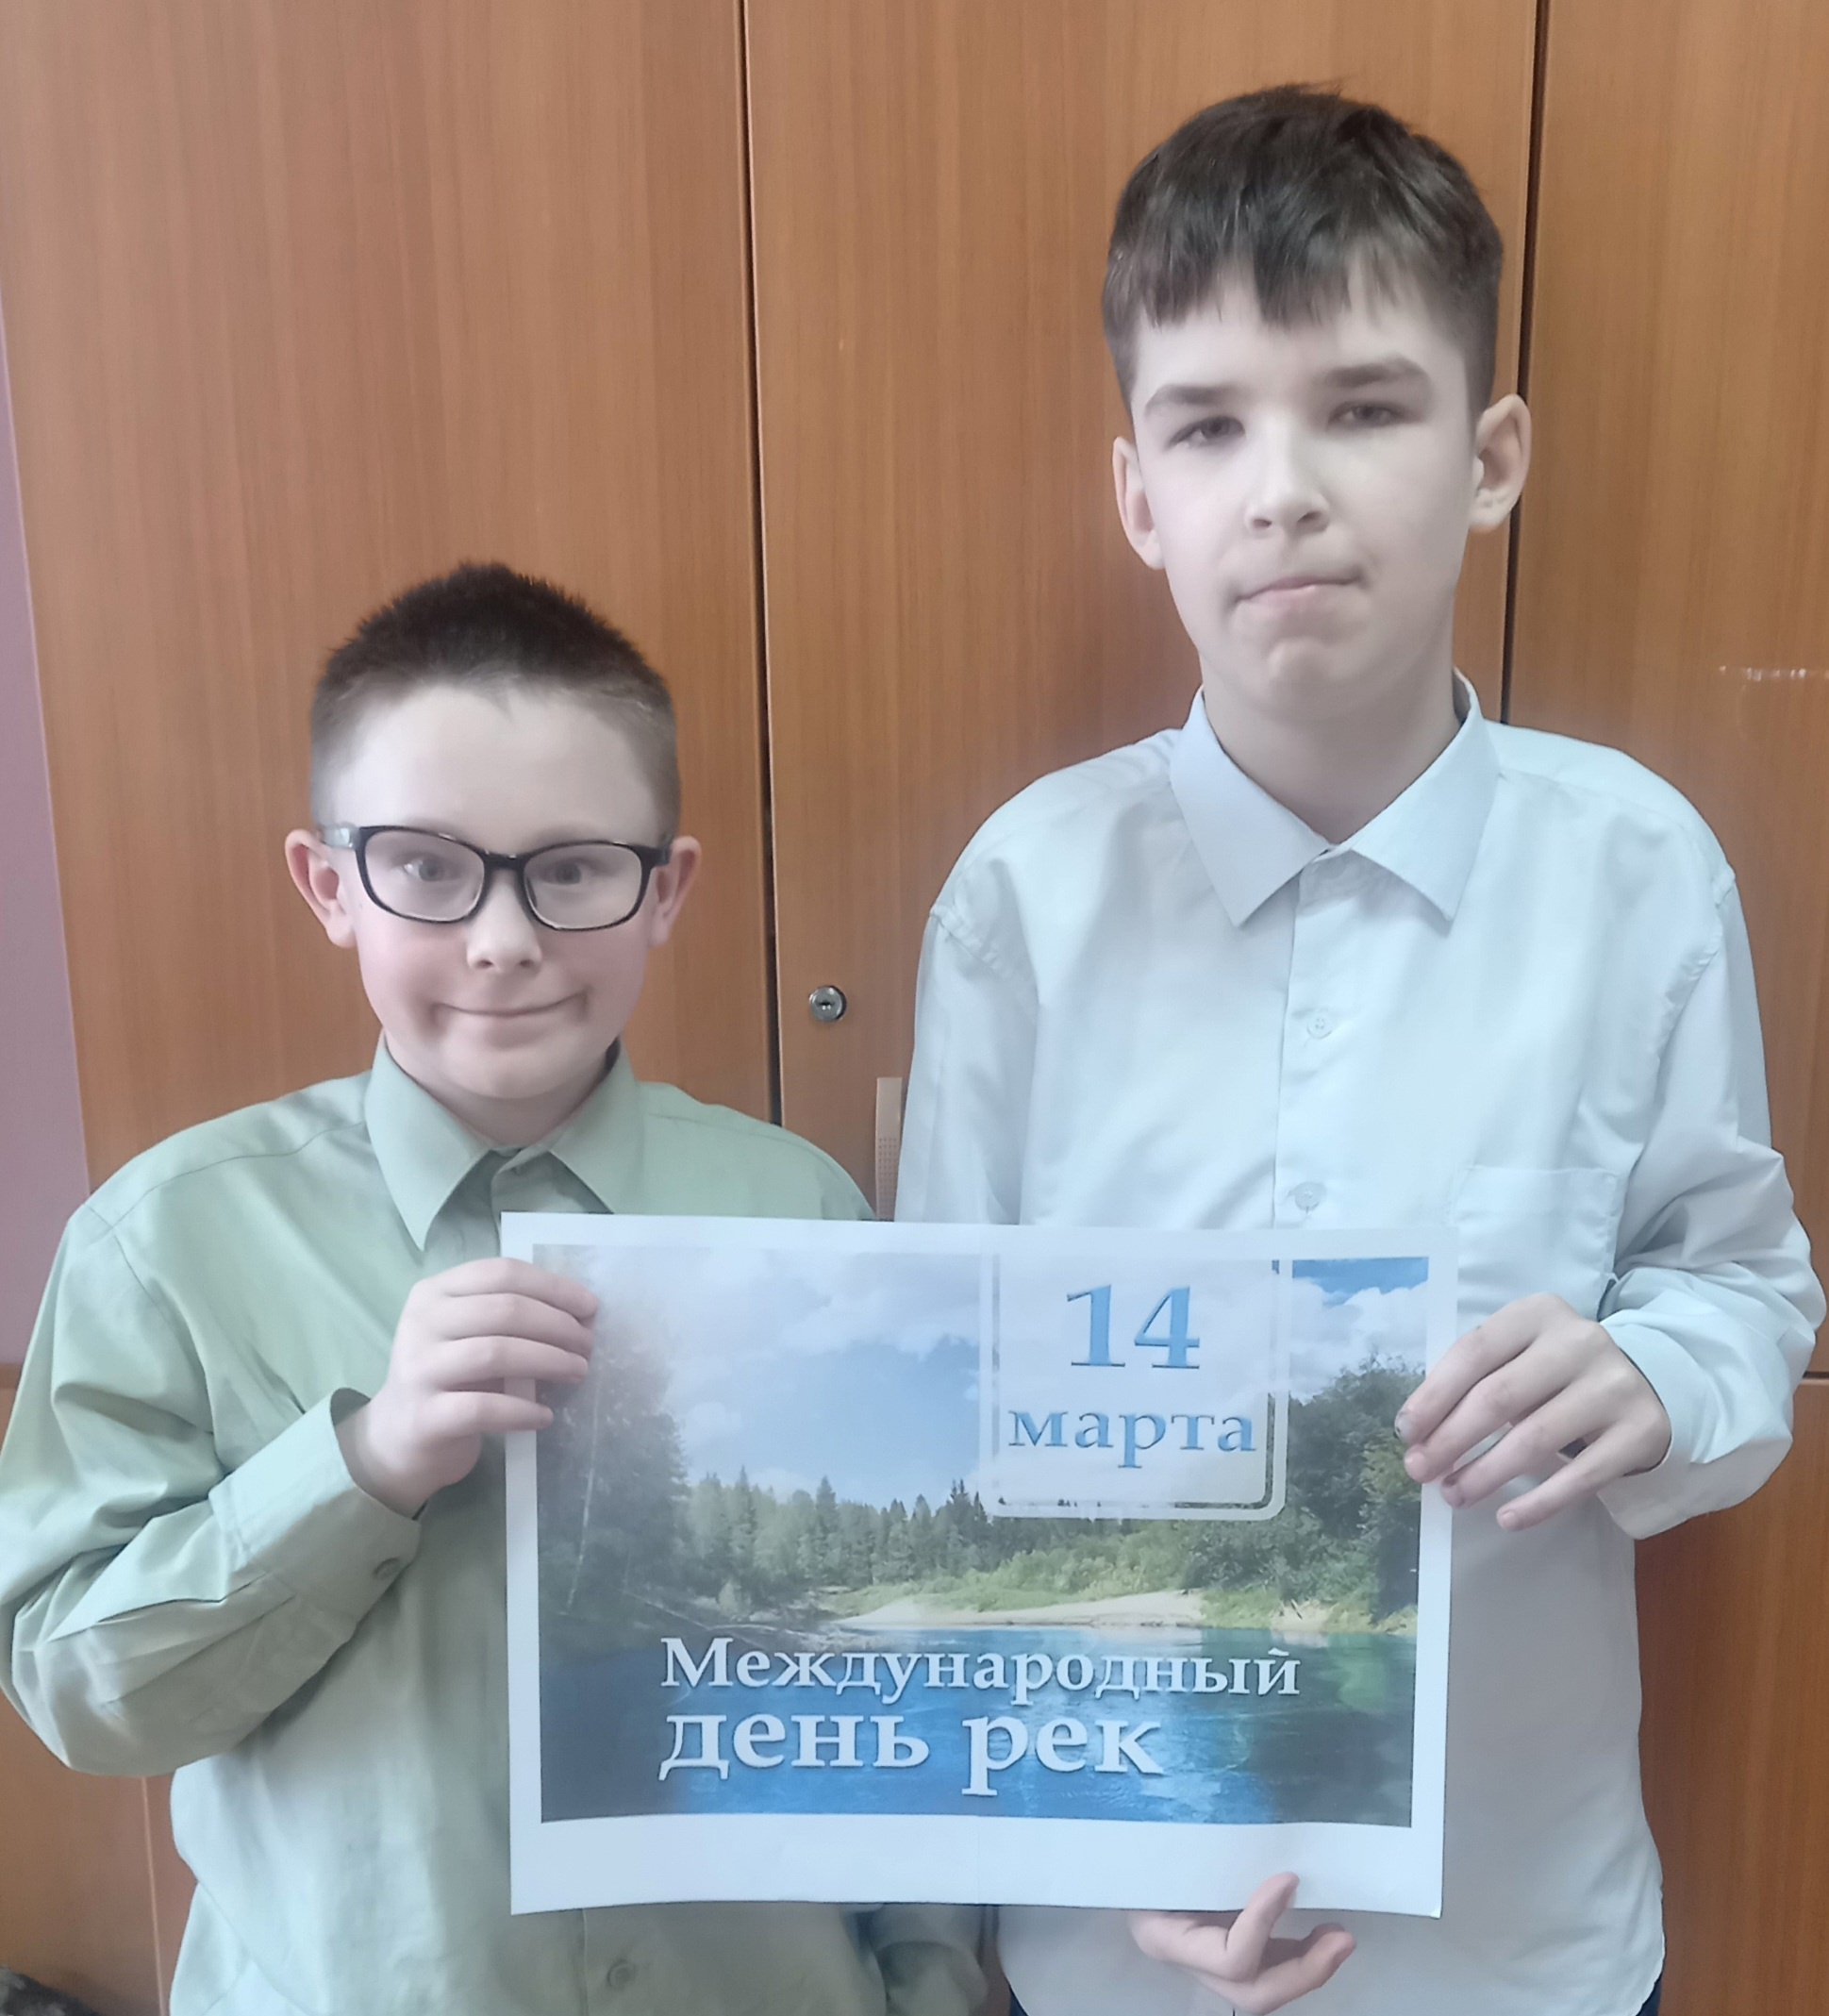 14
марта
Международный
день рек